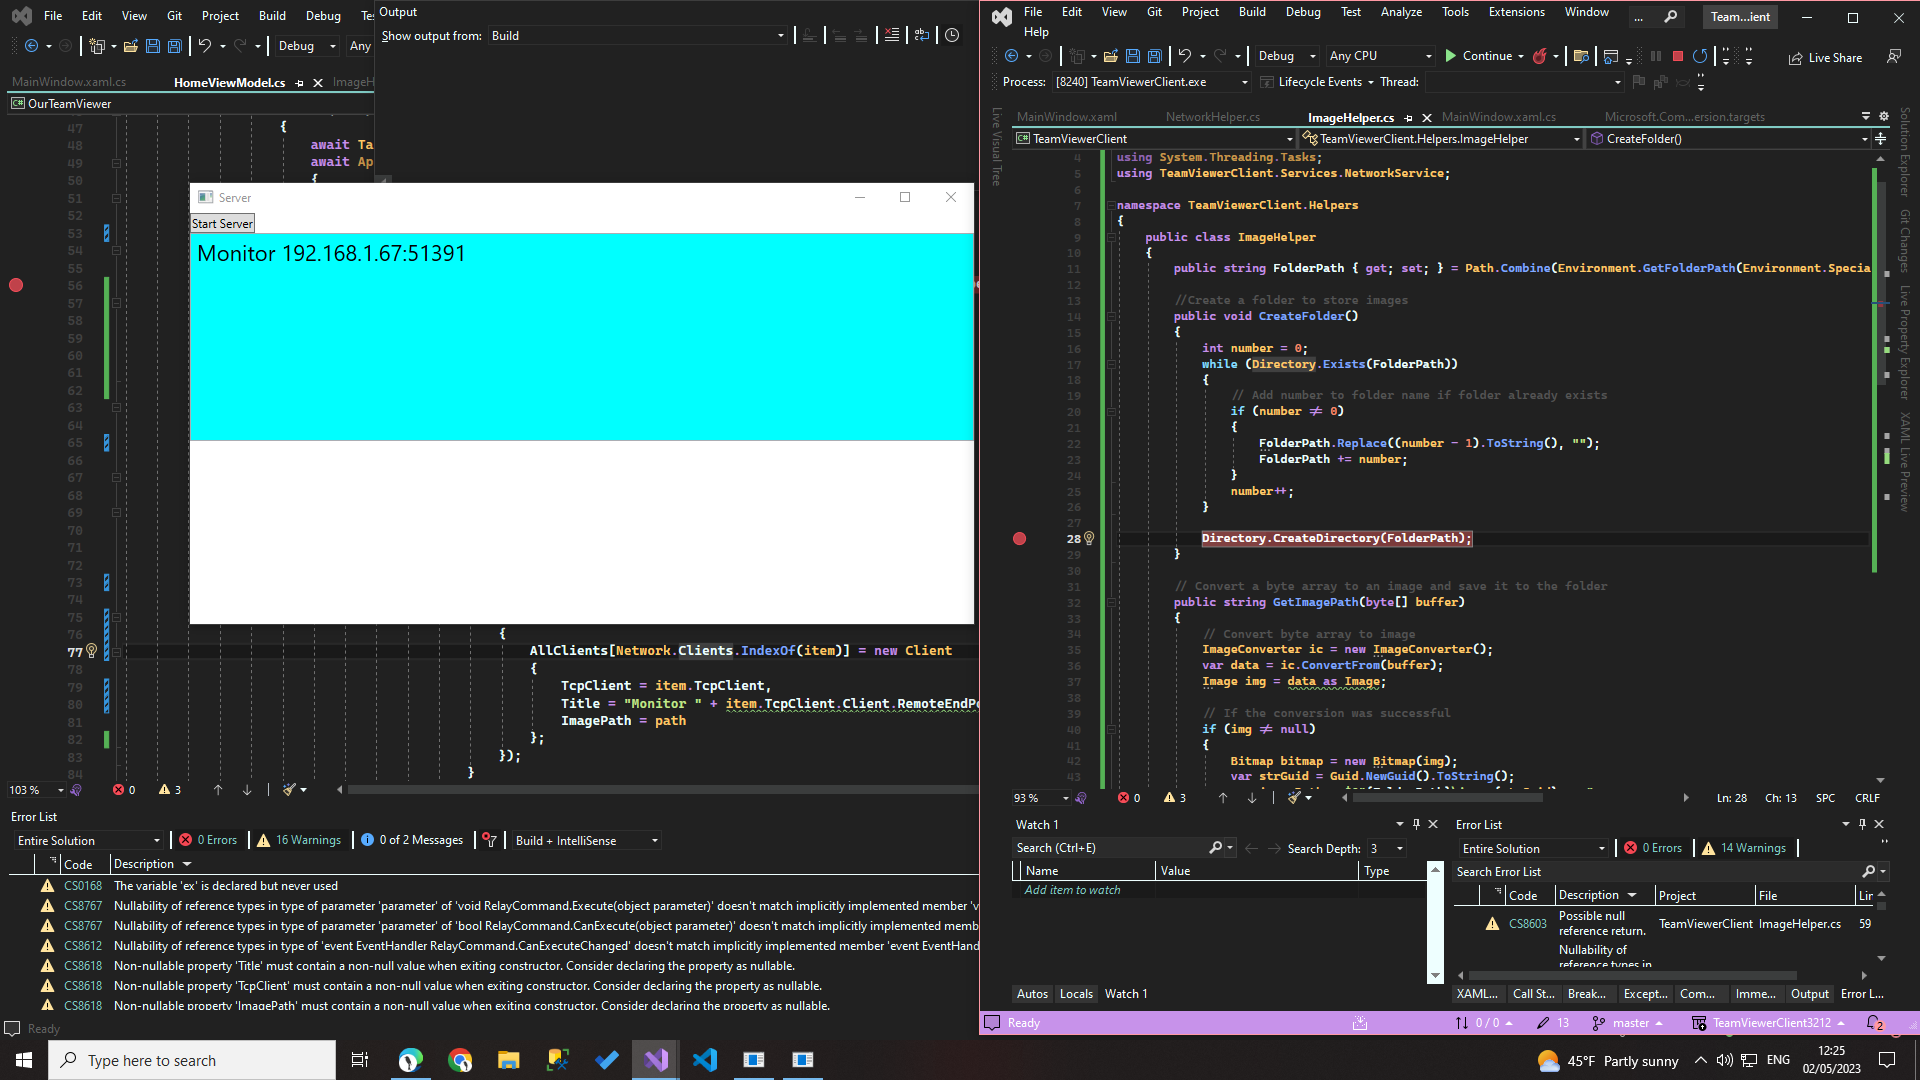 File Edit View Git Project Build Debug
Debug Any
MainWindow.xaml.cs HomeViewModel.cs
OurTeamViewer
47 {
48 await
49 await
50 {
51
52
53
54
55
56
57
58
59
60
61
62
63
64
65
66
67
68
69
70
71
72
73
74
75
76 {
77 AllClients[Network.Clients.IndexOf(item)] = new Client
78 {
79 TcpClient = item.TcpClient,
80 Title = "Monitor " + item.TcpClient.Client.
81 ImagePath = path
82 };
83 });
84 }
103 % 0 3
Output
Show output from: Build
Server
Start Server
Monitor 192.168.1.67:51391
Error List
Entire Solution 0 Errors 16 Warnings 0 of 2 Messages Build + IntelliSense
Code Description
CS0168 The variable 'ex' is declared but never used
CS8767 Nullability of reference types in type of parameter 'parameter' of 'void RelayCommand.Execute(object parameter)' doesn't match implicitly implemented member
CS8767 Nullability of reference types in type of parameter 'parameter' of 'bool RelayCommand.CanExecute(object parameter)' doesn't match implicitly implemented
CS8612 Nullability of reference types in type of 'event EventHandler RelayCommand.CanExecuteChanged' doesn't match implicitly implemented member 'event
CS8618 Non-nullable property 'Title' must contain a non-null value when exiting constructor. Consider declaring the property as nullable.
CS8618 Non-nullable property 'TcpClient' must contain a non-null value when exiting constructor. Consider declaring the property as nullable.
CS8618 Non-nullable property 'ImagePath' must contain a non-null value when exiting constructor. Consider declaring the property as nullable.
Ready
File Edit View Git Project Build Debug Test Analyze Tools Extensions Window ... Team...ient
Help
Debug Any CPU Continue Live Share
Process: [8240] TeamViewerClient.exe Lifecycle Events Thread:
MainWindow.xaml NetworkHelper.cs ImageHelper.cs MainWindow.xaml.cs Microsoft.Com...ersion.targets
TeamViewerClient TeamViewerClient.Helpers.ImageHelper CreateFolder()
Live Visual Tree
4 using System.Threading.Tasks;
5 using TeamViewerClient.Services.NetworkService;
6
7 namespace TeamViewerClient.Helpers
8 {
9 public class ImageHelper
10 {
11 public string FolderPath { get; set; } = Path.Combine(Environment.GetFolderPath(Environment.Specia
12
13 //Create a folder to store images
14 public void CreateFolder()
15 {
16 int number = 0;
17 while (Directory.Exists(FolderPath))
18 {
19 // Add number to folder name if folder already exists
20 if (number ≠ 0)
21 {
22 FolderPath.Replace((number - 1).ToString(), "");
23 FolderPath += number;
24 }
25 number++;
26 }
27
28 Directory.CreateDirectory(FolderPath);
29 }
30
31 // Convert a byte array to an image and save it to the folder
32 public string GetImagePath(byte[] buffer)
33 {
34 // Convert byte array to image
35 ImageConverter ic = new ImageConverter();
36 var data = ic.ConvertFrom(buffer);
37 Image img = data as Image;
38
39 // If the conversion was successful
40 if (img ≠ null)
41 {
42 Bitmap bitmap = new Bitmap(img);
43 var strGuid = Guid.NewGuid().ToString();
93 % 0 3 Ln: 28 Ch: 13 SPC CRLF
Solution Explorer
Git Changes
Live Property Explorer
XAML Live Preview
Watch 1
Search (Ctrl+E) Search Depth: 3
Name Value Type
Add item to watch
Autos Locals Watch 1
Error List
Entire Solution 0 Errors 14 Warnings
Search Error List
Code Description Project File
CS8603 Possible null reference return. TeamViewerClient ImageHelper.cs 59
Nullability of
reference types in
XAML... Call St... Break... Except... Com... Imme... Output Error L...
Ready 0 / 0 13 master TeamViewerClient3212 2
Type here to search
45°F Partly sunny ENG 12:25
02/05/2023